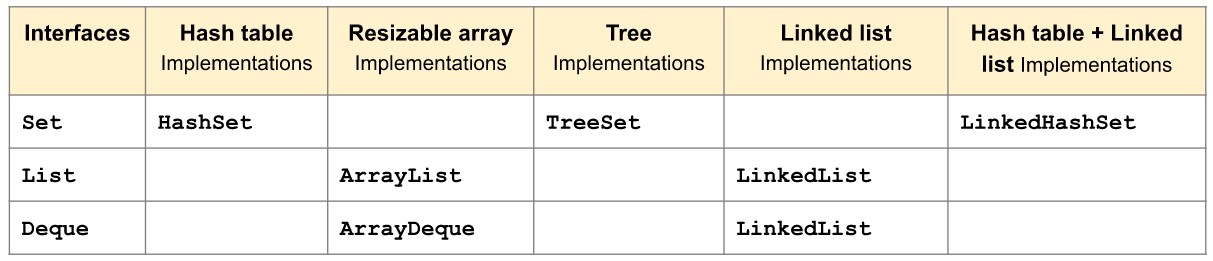 Interfaces Hash table Resizable array Tree Linked list Hash table + Linked
Implementations Implementations Implementations Implementations list Implementations
Set HashSet TreeSet LinkedHashSet
List ArrayList LinkedList
Deque ArrayDeque LinkedList